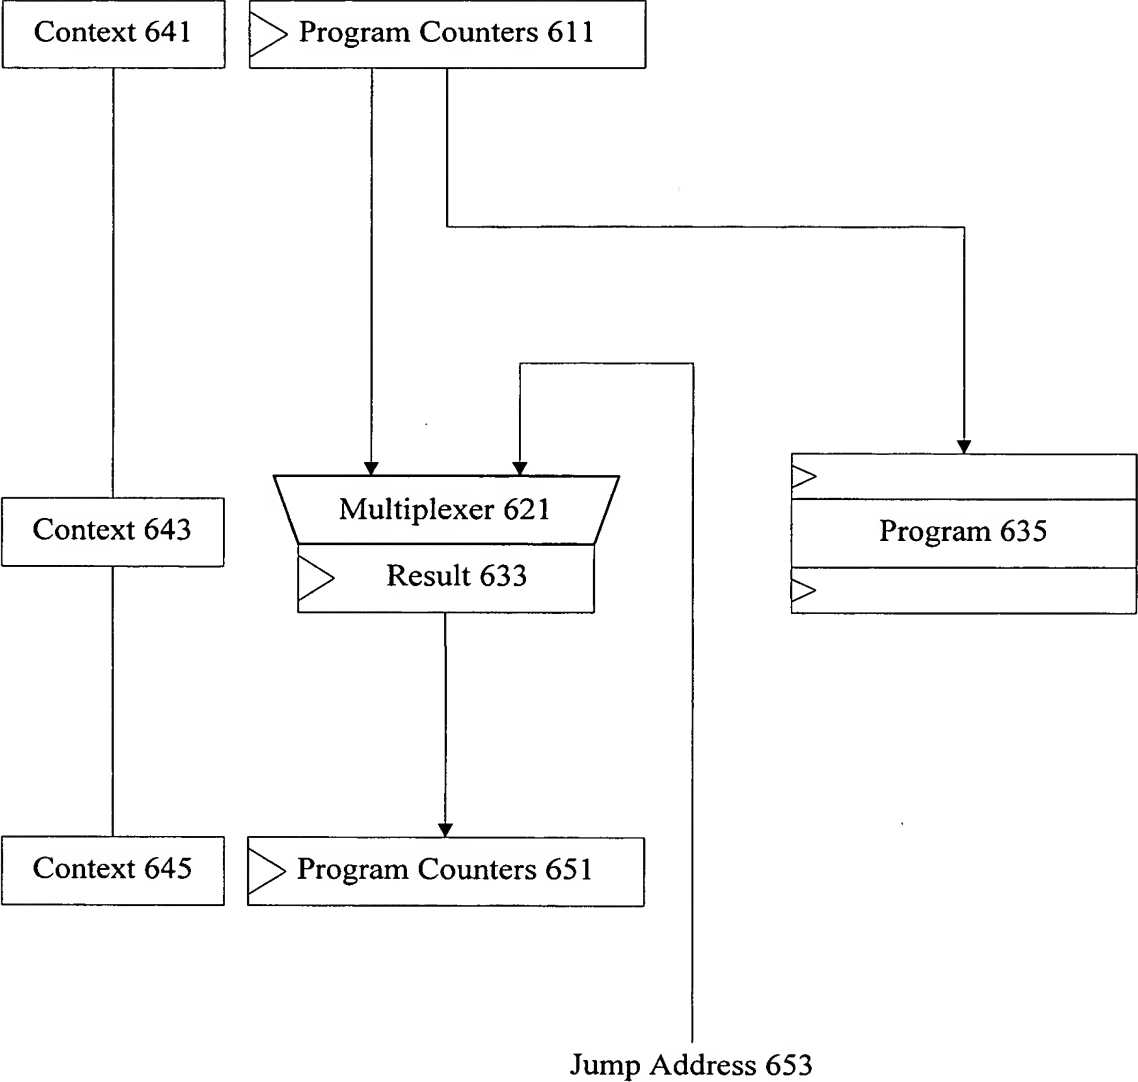 Context 641
Program Counters 611
Multiplexer 621
Context 643
Program 635
Result 633
Context 645
Program Counters 651
Jump Address 653